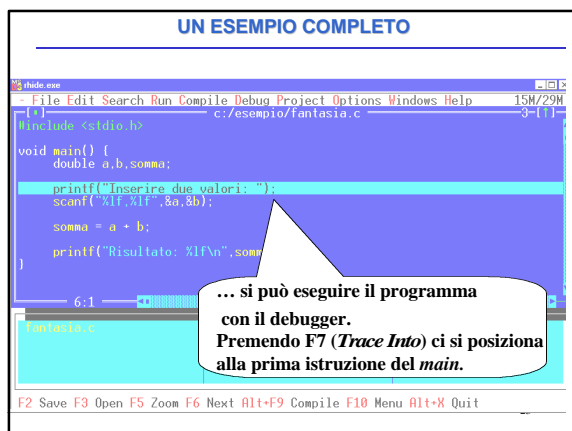 UN ESEMPIO COMPLETO
rhide.exe
- File Edit Search Run Compile Debug Project Options Windows Help 15M/29M
c:/esempio/fantasia.c 3
#include <stdio.h>
void main() {
double a,b,somma;
printf("Inserire due valori: ");
scanf("%lf,%lf",&a,&b);
somma = a + b;
printf("Risultato: %lf\n",som
}
6:1
… si può eseguire il programma
con il debugger.
Premendo F7 (Trace Into) ci si posiziona
alla prima istruzione del main.
fantasia.c
F2 Save F3 Open F5 Zoom F6 Next Alt+F9 Compile F10 Menu Alt+X Quit